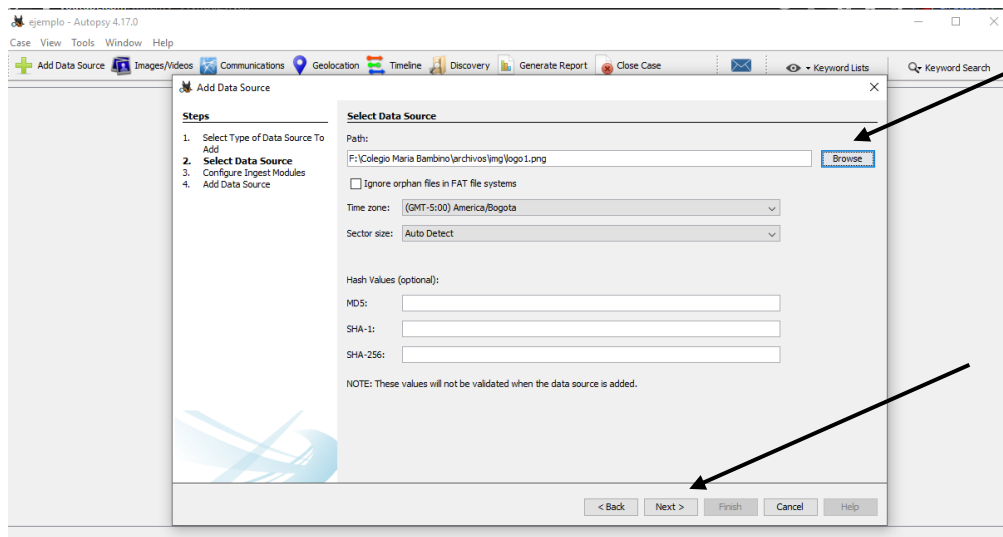 ejemplo - Autopsy 4.17.0
Case View Tools Window Help
Add Data Source Images/Videos Communications Geolocation Timeline Discovery Generate Report Close Case Keyword Lists Keyword Search
Add Data Source
Steps
1. Select Type of Data Source To
Add
2. Select Data Source
3. Configure Ingest Modules
4. Add Data Source
Select Data Source
Path:
F:\Colegio Maria Bambino\archivos\img\logo1.png
Browse
Ignore orphan files in FAT file systems
Time zone: (GMT-5:00) America/Bogota
Sector size: Auto Detect
Hash Values (optional):
MD5:
SHA-1:
SHA-256:
NOTE: These values will not be validated when the data source is added.
< Back Next > Finish Cancel Help